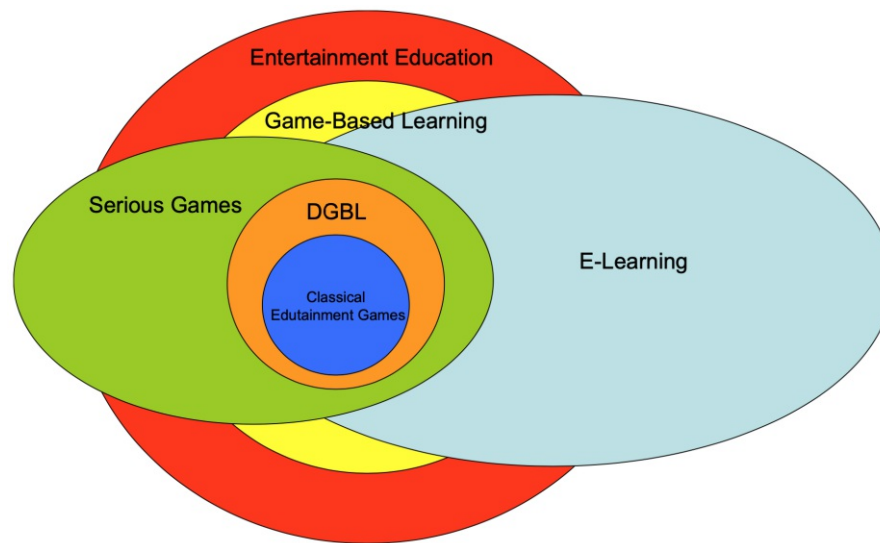 Entertainment Education
Game-Based Learning
Serious Games
DGBL
E-Learning
Classical
Edutainment Games